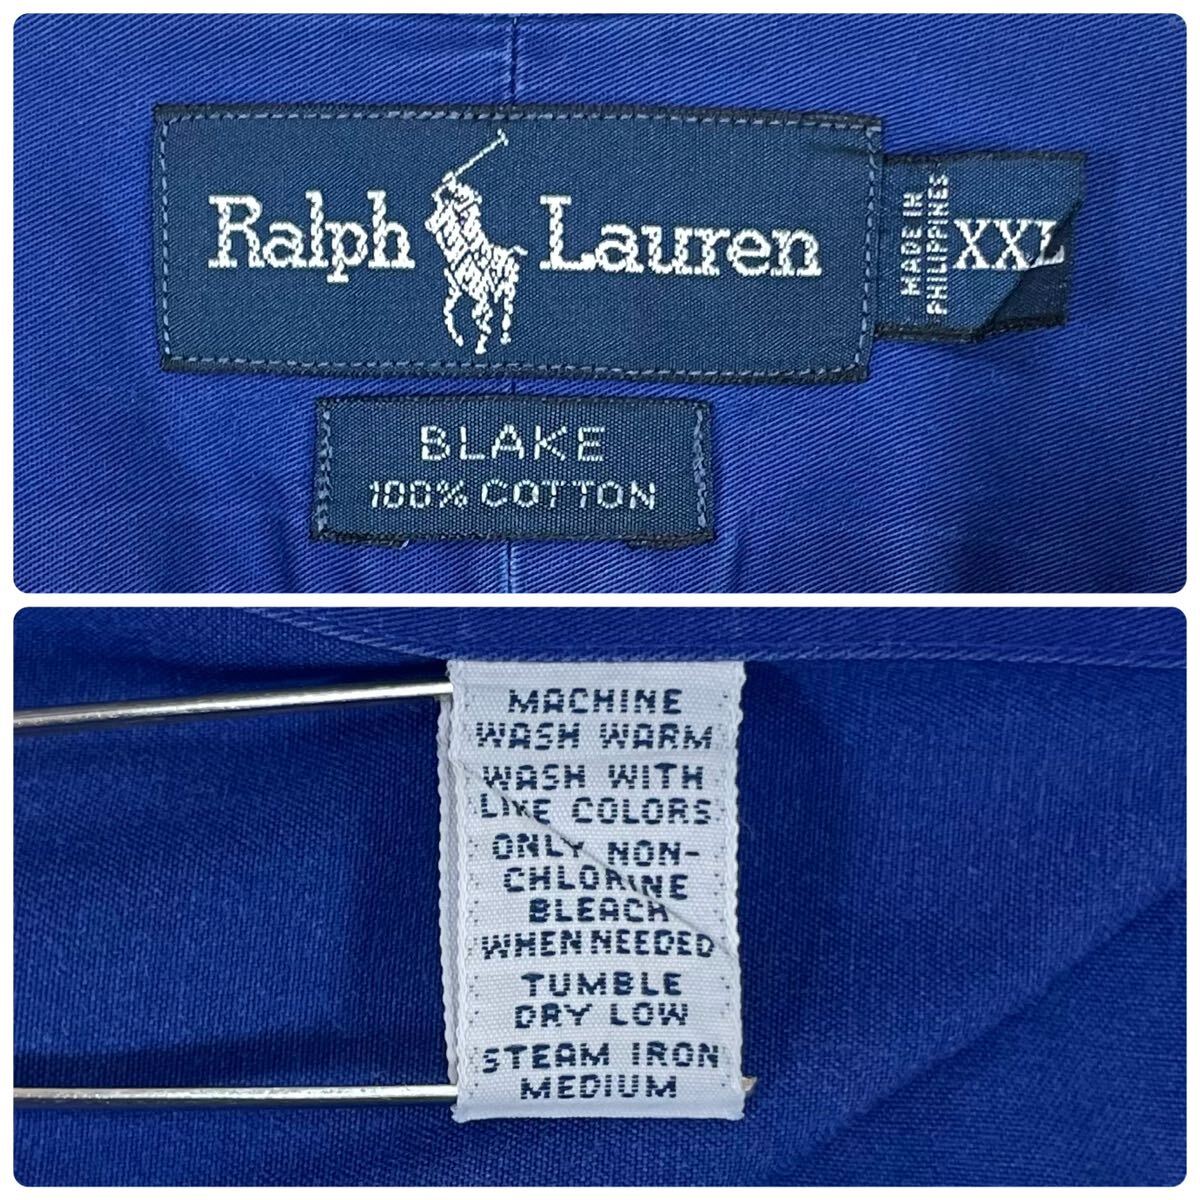 Ralph Lauren
MADE IN
PHILIPPINES
XXL
BLAKE
100% COTTON
MACHINE
WASH WARM
WASH WITH
LIKE COLORS
ONLY NON-
CHLORINE
BLEACH
WHEN NEEDED
TUMBLE
DRY LOW
STEAM IRON
MEDIUM